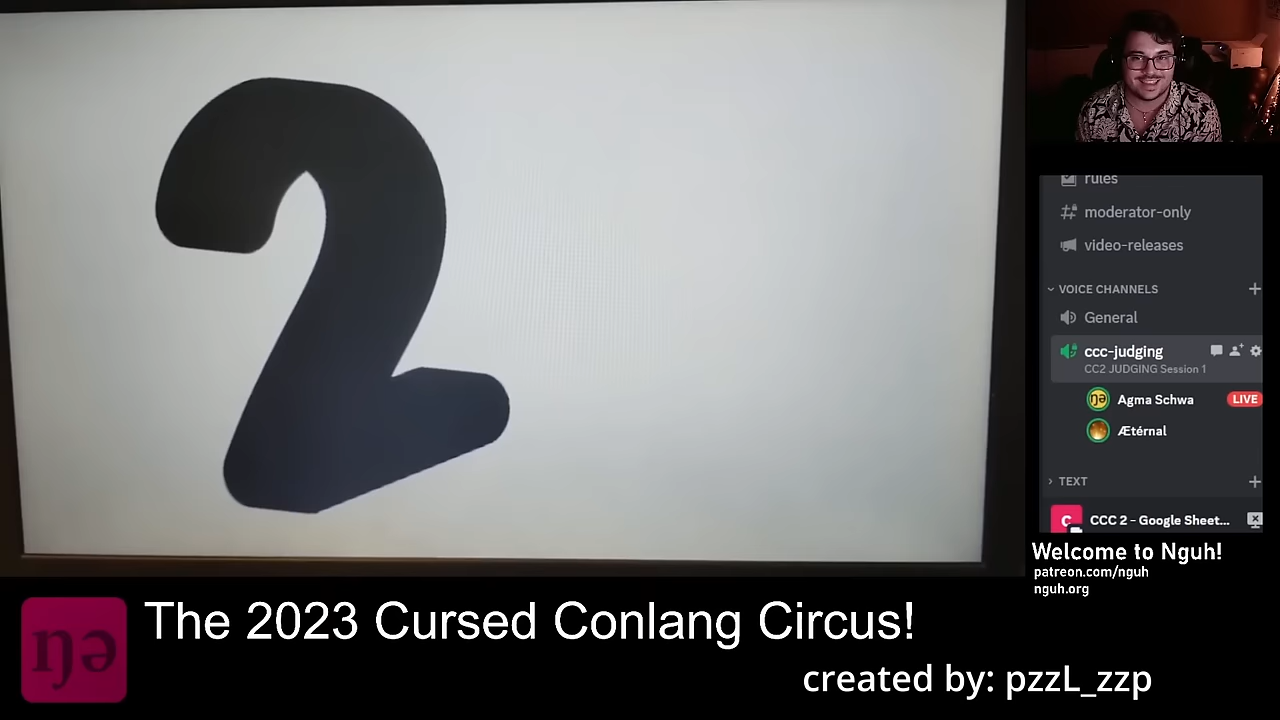 2
rules
moderator-only
video-releases
VOICE CHANNELS
General
ccc-judging
CC2 JUDGING Session 1
ŋə Agma Schwa LIVE
Ætérnal
TEXT
C CCC 2 - Google Sheet...
Welcome to Nguh!
patreon.com/nguh
nguh.org
ŋə
The 2023 Cursed Conlang Circus!
created by: pzzL_zzp